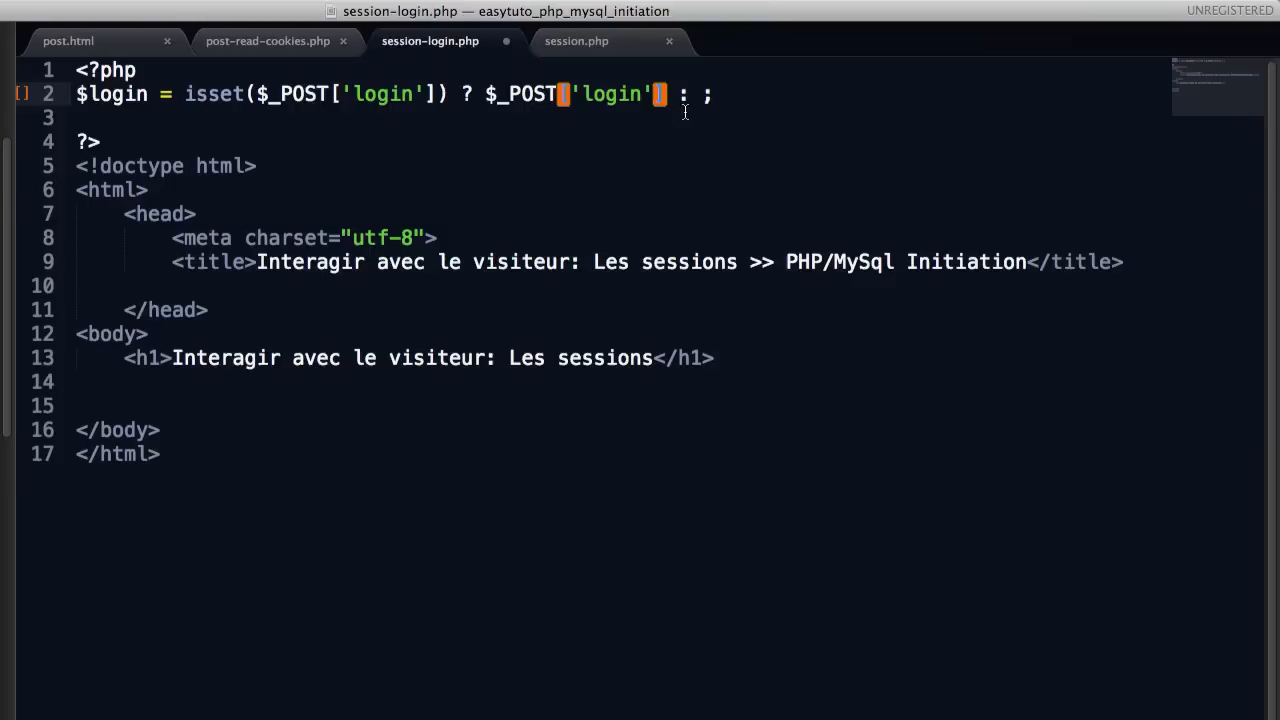 session-login.php — easytuto_php_mysql_initiation
UNREGISTERED
post.html × post-read-cookies.php × session-login.php session.php ×
1 <?php
[] 2 $login = isset($_POST['login']) ? $_POST['login'] : ;
3
4 ?>
5 <!doctype html>
6 <html>
7 <head>
8 <meta charset="utf-8">
9 <title>Interagir avec le visiteur: Les sessions >> PHP/MySql Initiation</title>
10
11 </head>
12 <body>
13 <h1>Interagir avec le visiteur: Les sessions</h1>
14
15
16 </body>
17 </html>